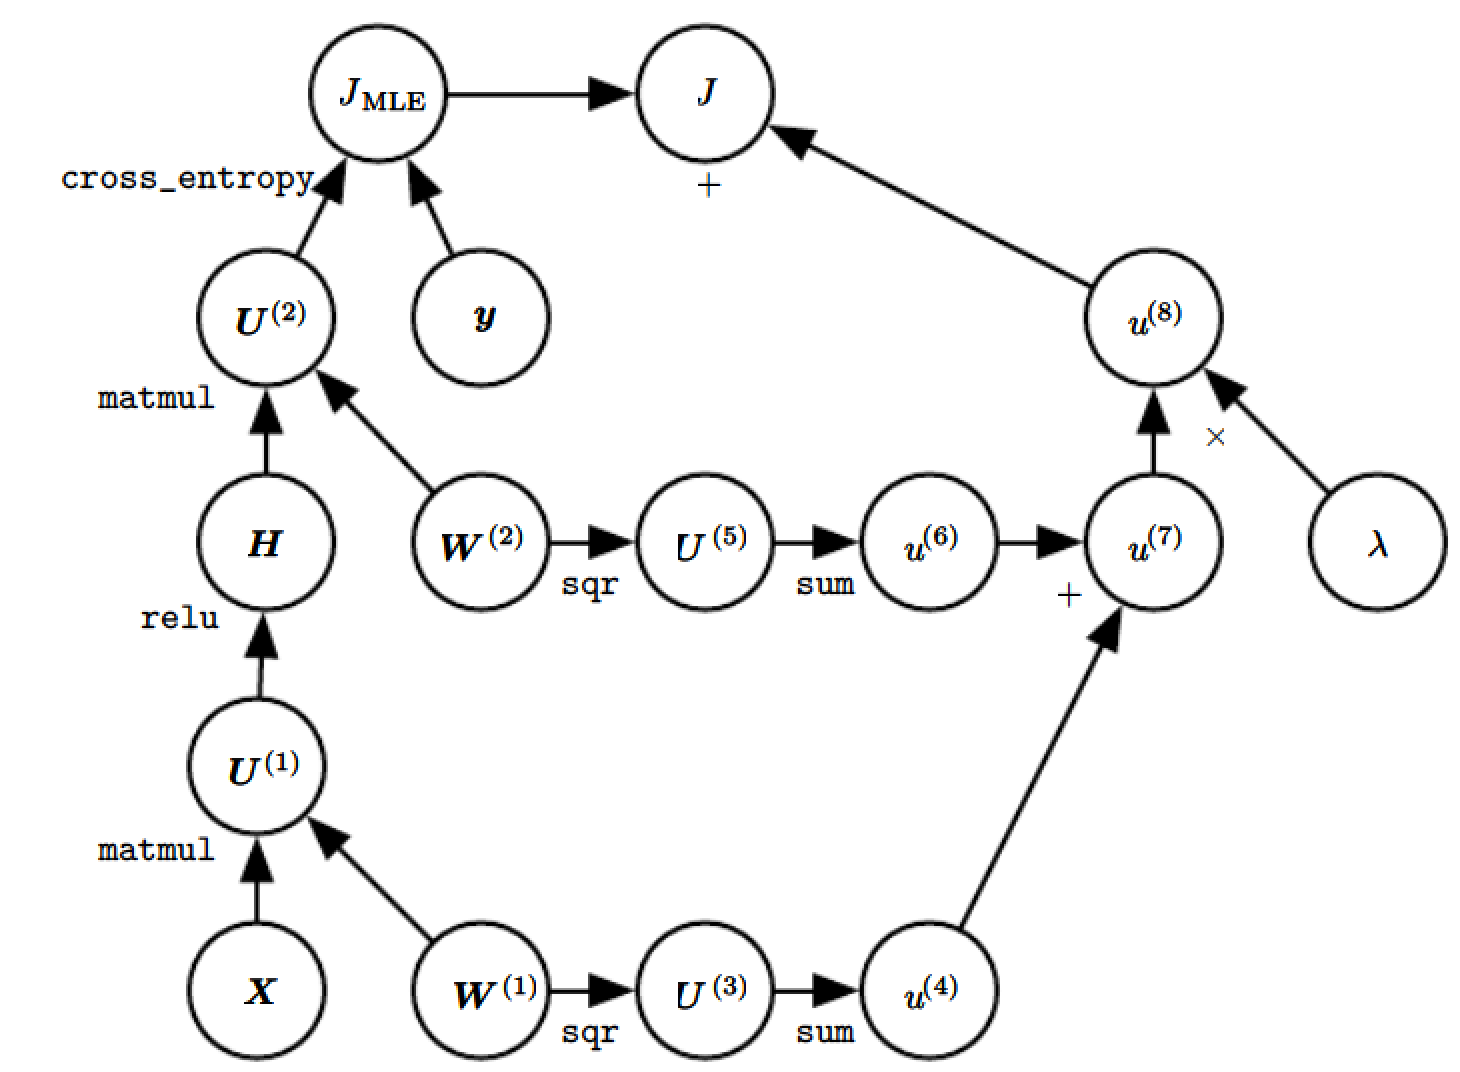 J_MLE J
cross_entropy +
U^(2) y u^(8)
matmul ×
H W^(2) U^(5) u^(6) u^(7) λ
sqr sum +
relu
U^(1)
matmul
X W^(1) U^(3) u^(4)
sqr sum